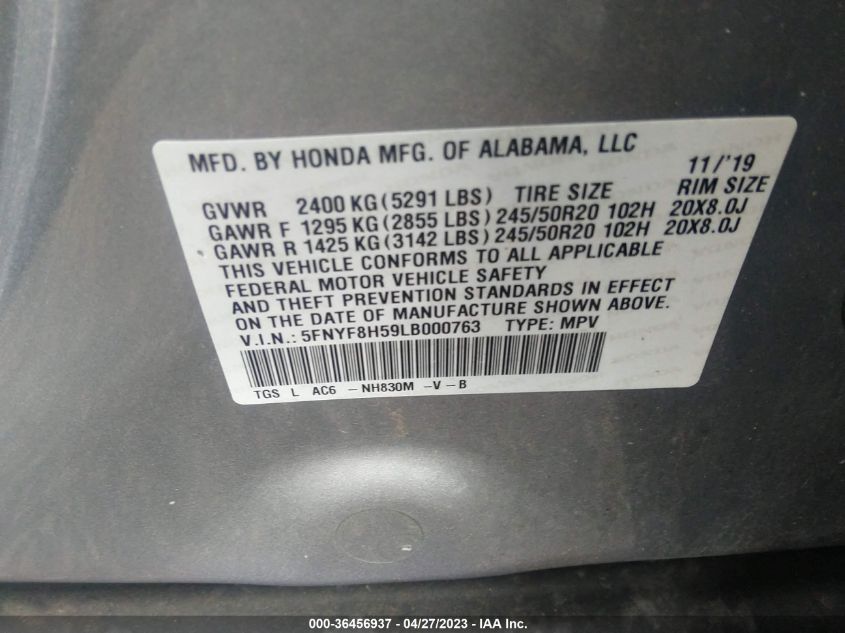 MFD. BY HONDA MFG. OF ALABAMA, LLC 11/'19
GVWR 2400 KG (5291 LBS) TIRE SIZE RIM SIZE
GAWR F 1295 KG (2855 LBS) 245/50R20 102H 20X8.0J
GAWR R 1425 KG (3142 LBS) 245/50R20 102H 20X8.0J
THIS VEHICLE CONFORMS TO ALL APPLICABLE
FEDERAL MOTOR VEHICLE SAFETY
AND THEFT PREVENTION STANDARDS IN EFFECT
ON THE DATE OF MANUFACTURE SHOWN ABOVE.
V.I.N.: 5FNYF8H59LB000763 TYPE: MPV
TGS L AC6 - NH830M - V - B
000-36456937 - 04/27/2023 - IAA Inc.